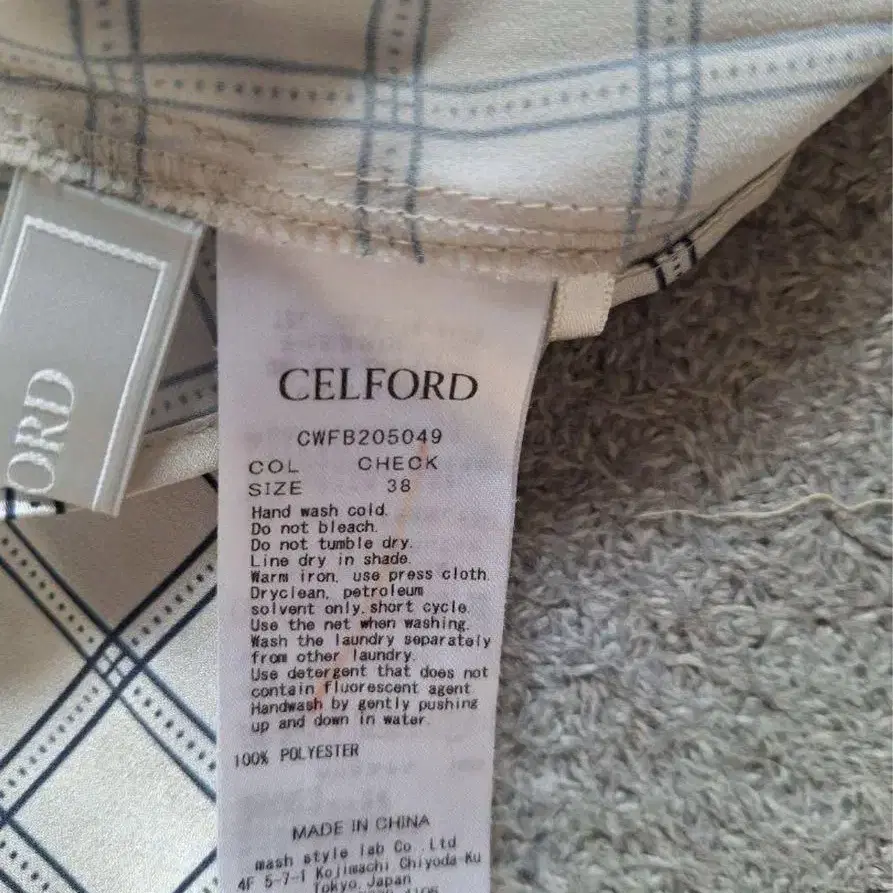 ORD
CELFORD
CWFB205049
COL CHECK
SIZE 38
Hand wash cold.
Do not bleach.
Do not tumble dry.
Line dry in shade.
Warm iron, use press cloth.
Dryclean, petroleum
solvent only, short cycle.
Use the net when washing.
Wash the laundry separately
from other laundry.
Use detergent that does not
contain fluorescent agent
Handwash by gently pushing
up and down in water.
100% POLYESTER
MADE IN CHINA
mash style lab Co.,Ltd
4F 5-7-1 Kojimachi Chiyoda-Ku
Tokyo, Japan